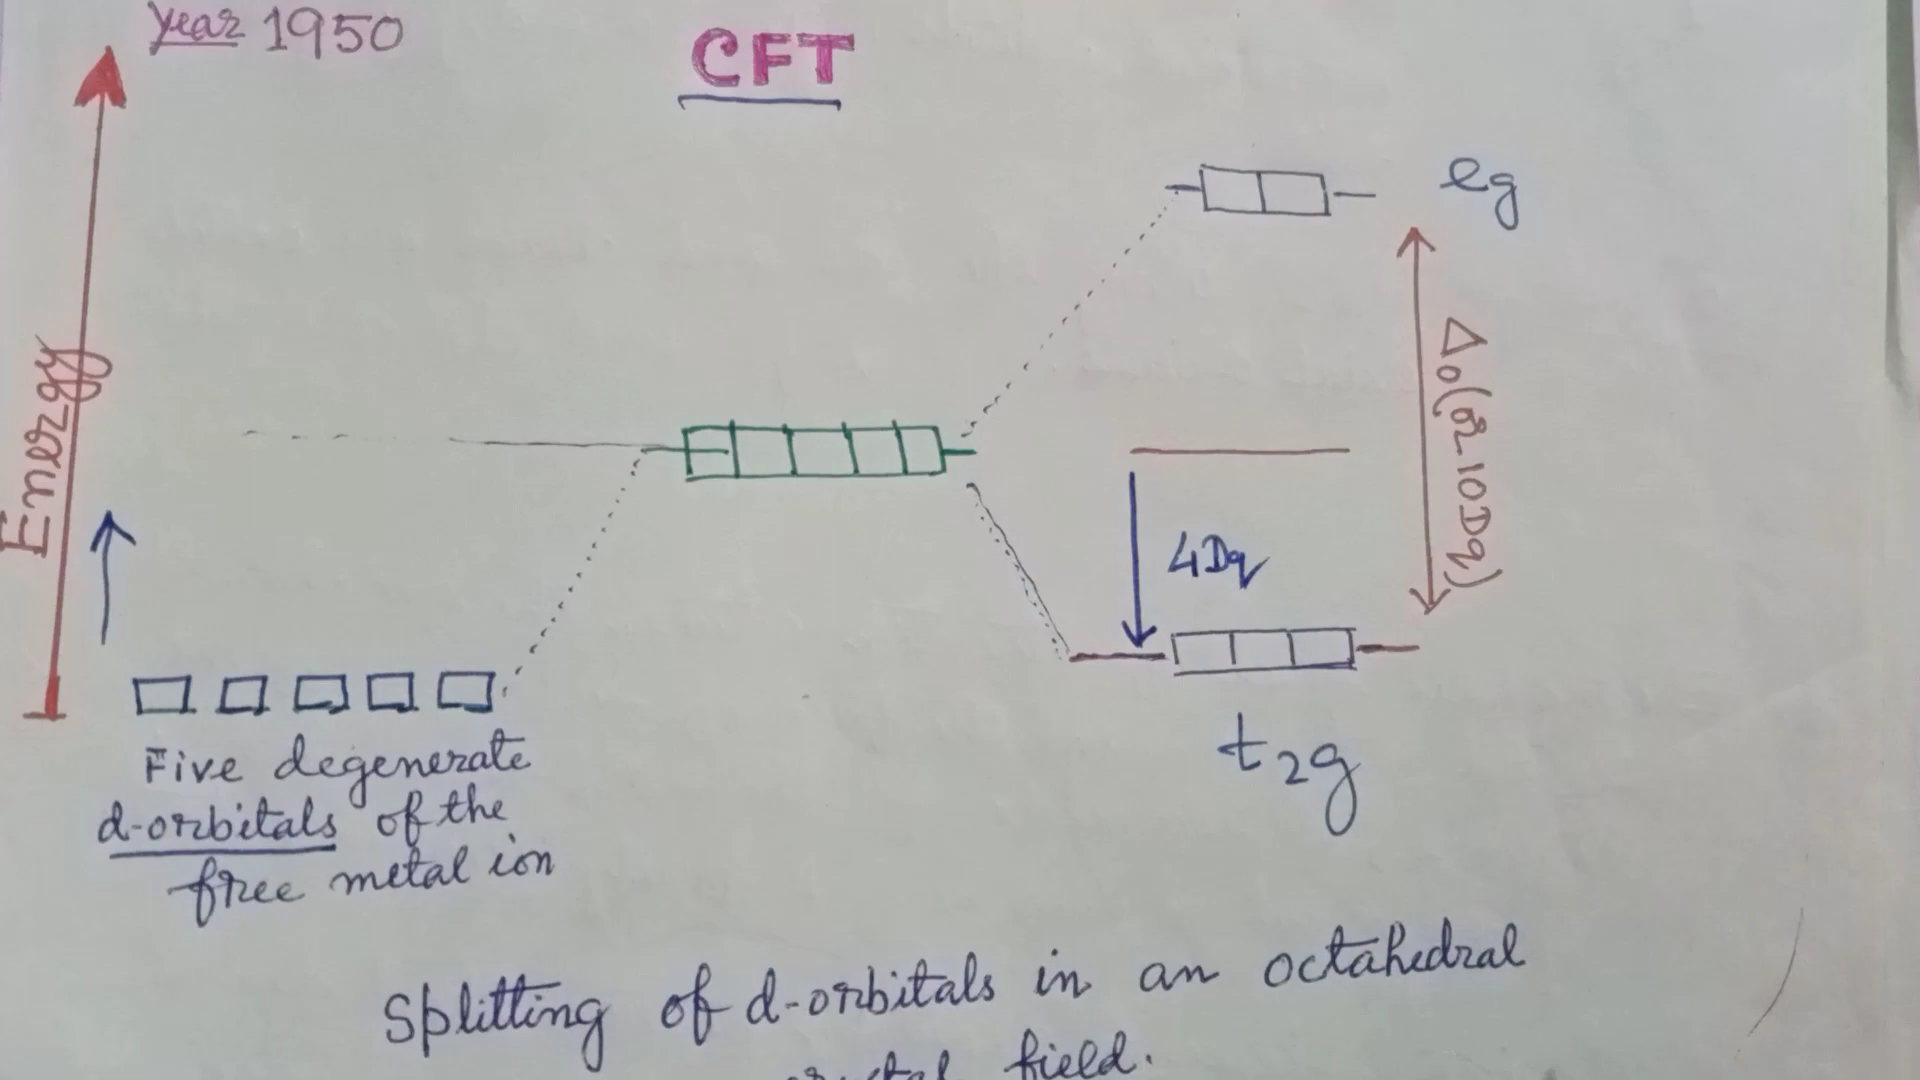 Year 1950
CFT
eg
Energy
Δo (or 10Dq)
4Dq
t2g
Five degenerate
d-orbitals of the
free metal ion
Splitting of d-orbitals in an octahedral
field.